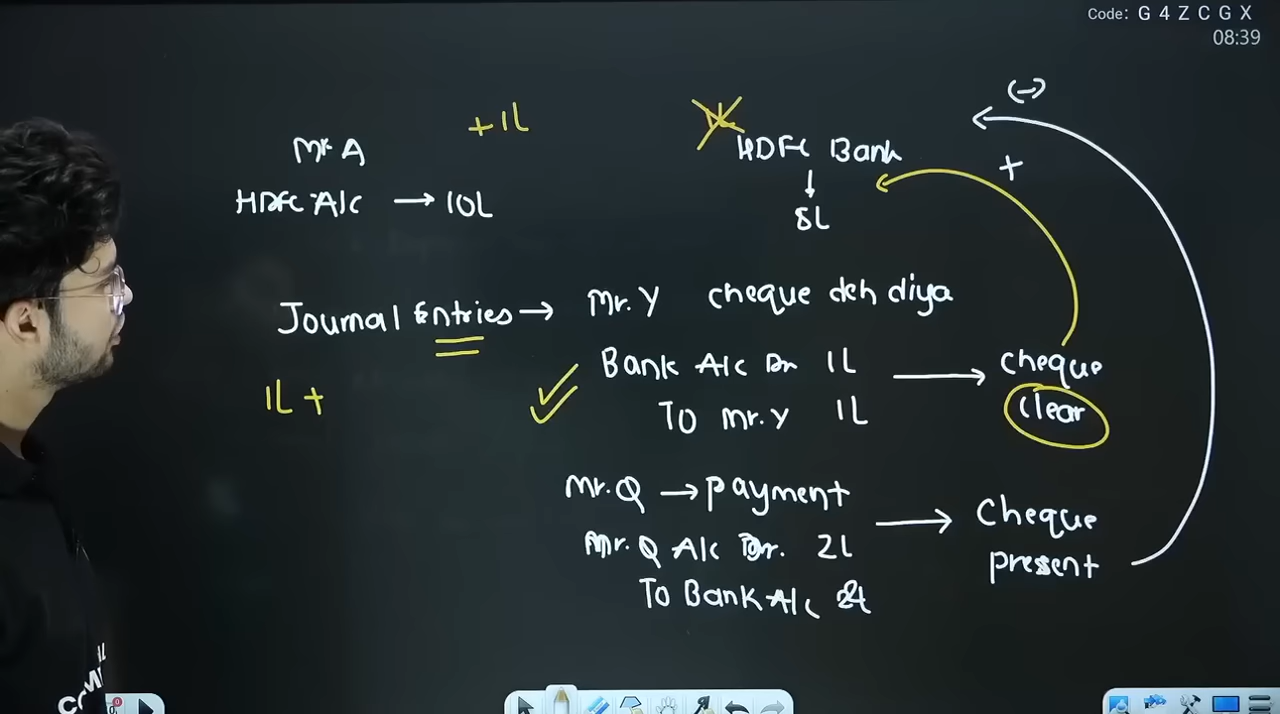 Code: G 4 Z C G X
08:39
+1L
(-)
Mr A
HDFC Bank
+
HDFC A/c → 10L
↓
8L
Journal Entries → Mr. Y cheque deh diya
Bank A/c Dr 1L → cheque
clear
1L +
To Mr. Y 1L
Mr. Q → payment
Mr. Q A/c Dr. 2L → cheque
present
To Bank A/c